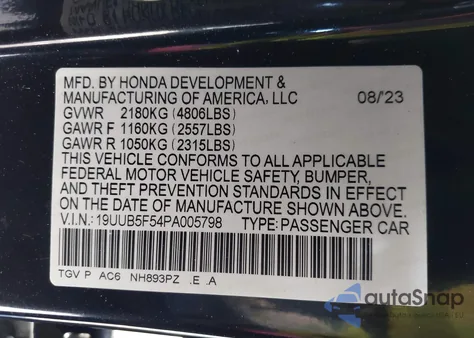 MFD. BY HONDA DEVELOPMENT &
MANUFACTURING OF AMERICA, LLC 08/23
GVWR 2180KG (4806LBS)
GAWR F 1160KG (2557LBS)
GAWR R 1050KG (2315LBS)
THIS VEHICLE CONFORMS TO ALL APPLICABLE
FEDERAL MOTOR VEHICLE SAFETY, BUMPER,
AND THEFT PREVENTION STANDARDS IN EFFECT
ON THE DATE OF MANUFACTURE SHOWN ABOVE.
V.I.N.: 19UUB5F54PA005798 TYPE: PASSENGER CAR
TGV P AC6 NH893PZ .E .A
autoSnap